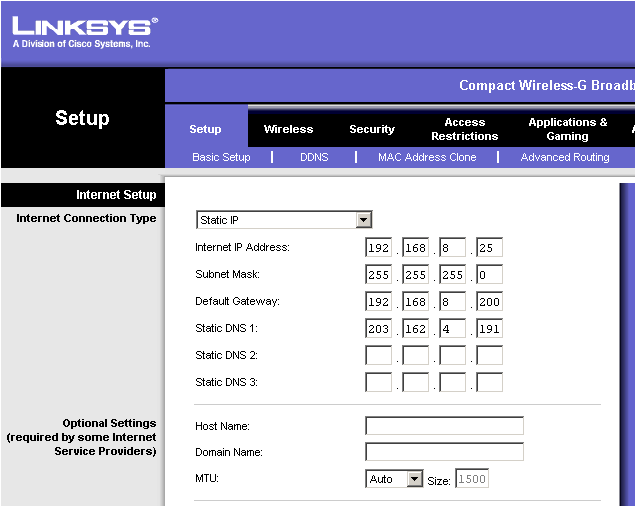 LINKSYS®
A Division of Cisco Systems, Inc.
Compact Wireless-G Broadb
Setup
Setup Wireless Security Access Restrictions Applications & Gaming
Basic Setup DDNS MAC Address Clone Advanced Routing
Internet Setup
Internet Connection Type
Static IP
Internet IP Address: 192 . 168 . 8 . 25
Subnet Mask: 255 . 255 . 255 . 0
Default Gateway: 192 . 168 . 8 . 200
Static DNS 1: 203 . 162 . 4 . 191
Static DNS 2: . . .
Static DNS 3: . . .
Optional Settings
(required by some Internet
Service Providers)
Host Name:
Domain Name:
MTU: Auto Size: 1500